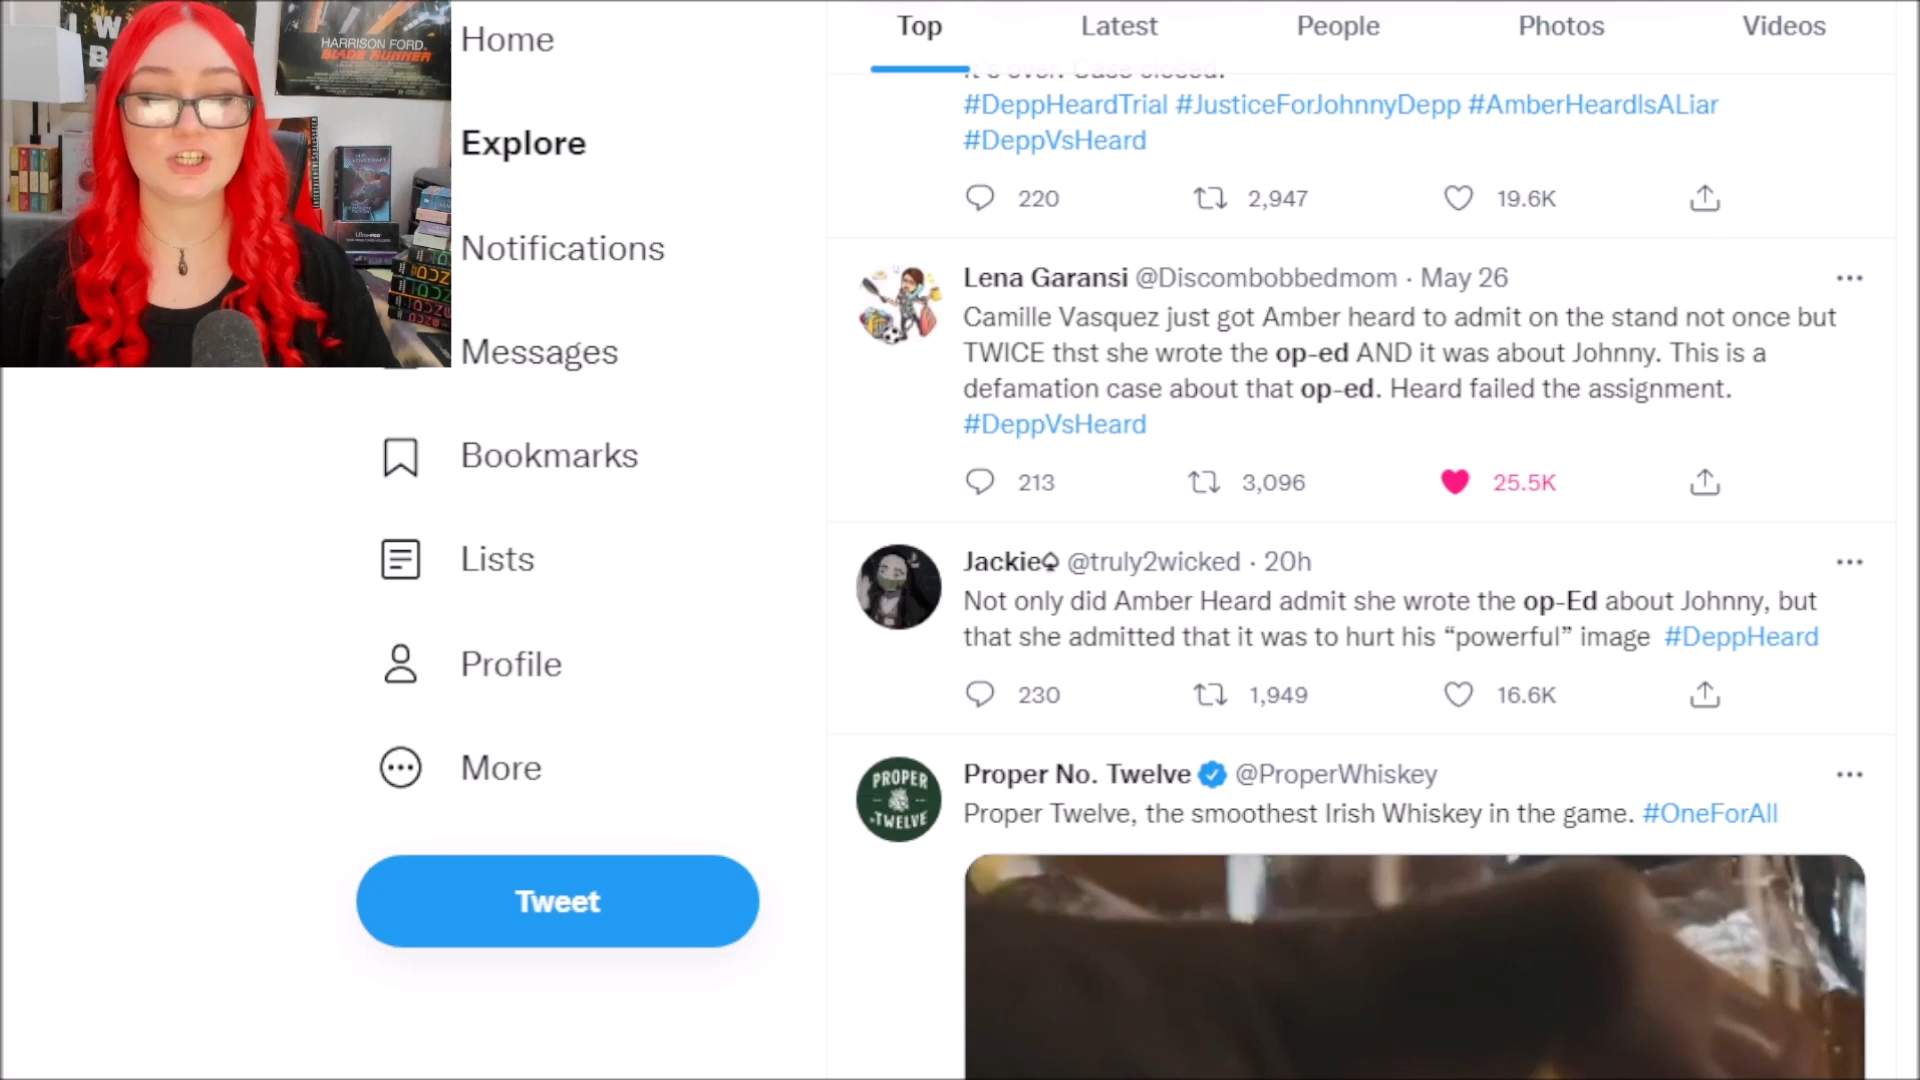 HARRISON FORD
BLADE RUNNER
Home
Explore
Notifications
Messages
Bookmarks
Lists
Profile
More
Tweet
Top Latest People Photos Videos
It's over. Case closed.
#DeppHeardTrial #JusticeForJohnnyDepp #AmberHeardIsALiar
#DeppVsHeard
220 2,947 19.6K
Lena Garansi @Discombobbedmom · May 26
Camille Vasquez just got Amber heard to admit on the stand not once but
TWICE thst she wrote the op-ed AND it was about Johnny. This is a
defamation case about that op-ed. Heard failed the assignment.
#DeppVsHeard
213 3,096 25.5K
Jackie♤ @truly2wicked · 20h
Not only did Amber Heard admit she wrote the op-Ed about Johnny, but
that she admitted that it was to hurt his “powerful” image #DeppHeard
230 1,949 16.6K
PROPER
TWELVE
Proper No. Twelve @ProperWhiskey
Proper Twelve, the smoothest Irish Whiskey in the game. #OneForAll